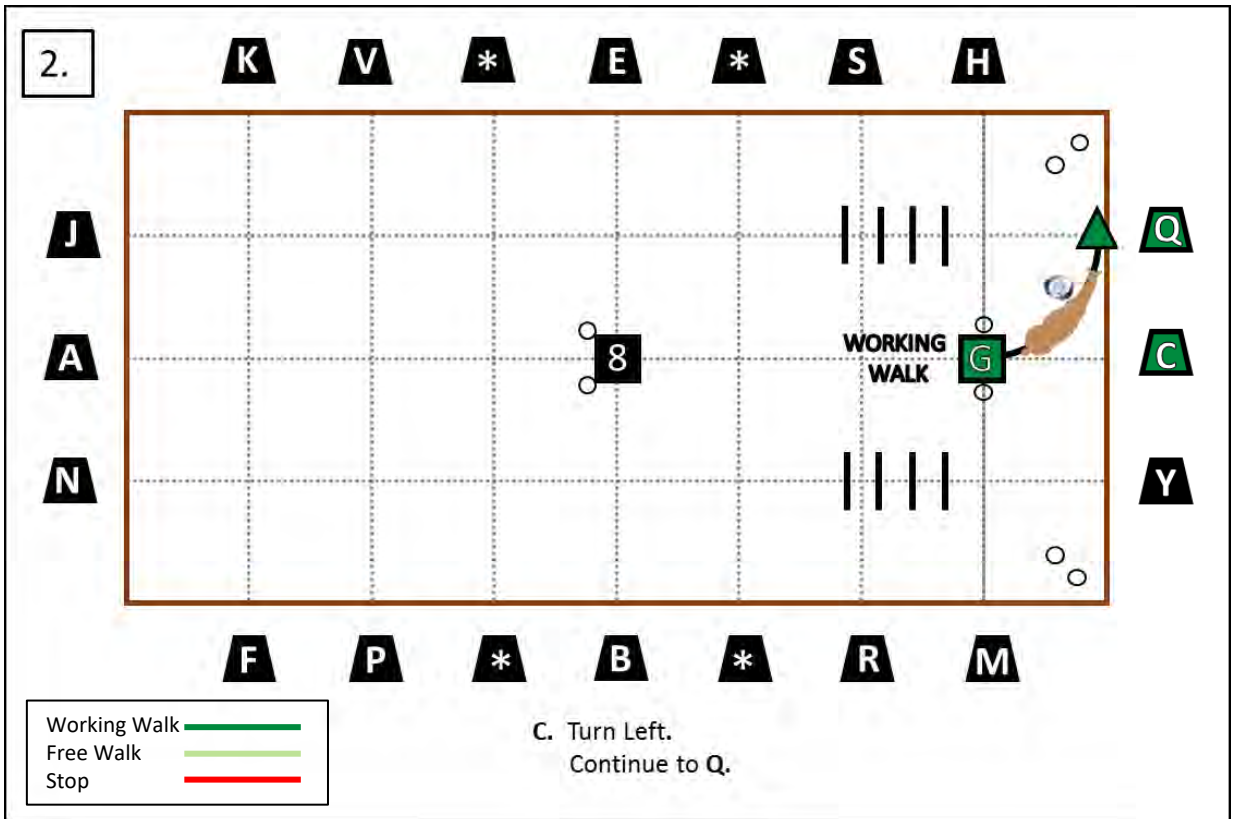 2.
K V * E * S H
J Q
WORKING
A 8 G C
WALK
N Y
F P * B * R M
Working Walk
Free Walk
Stop
C. Turn Left.
Continue to Q.